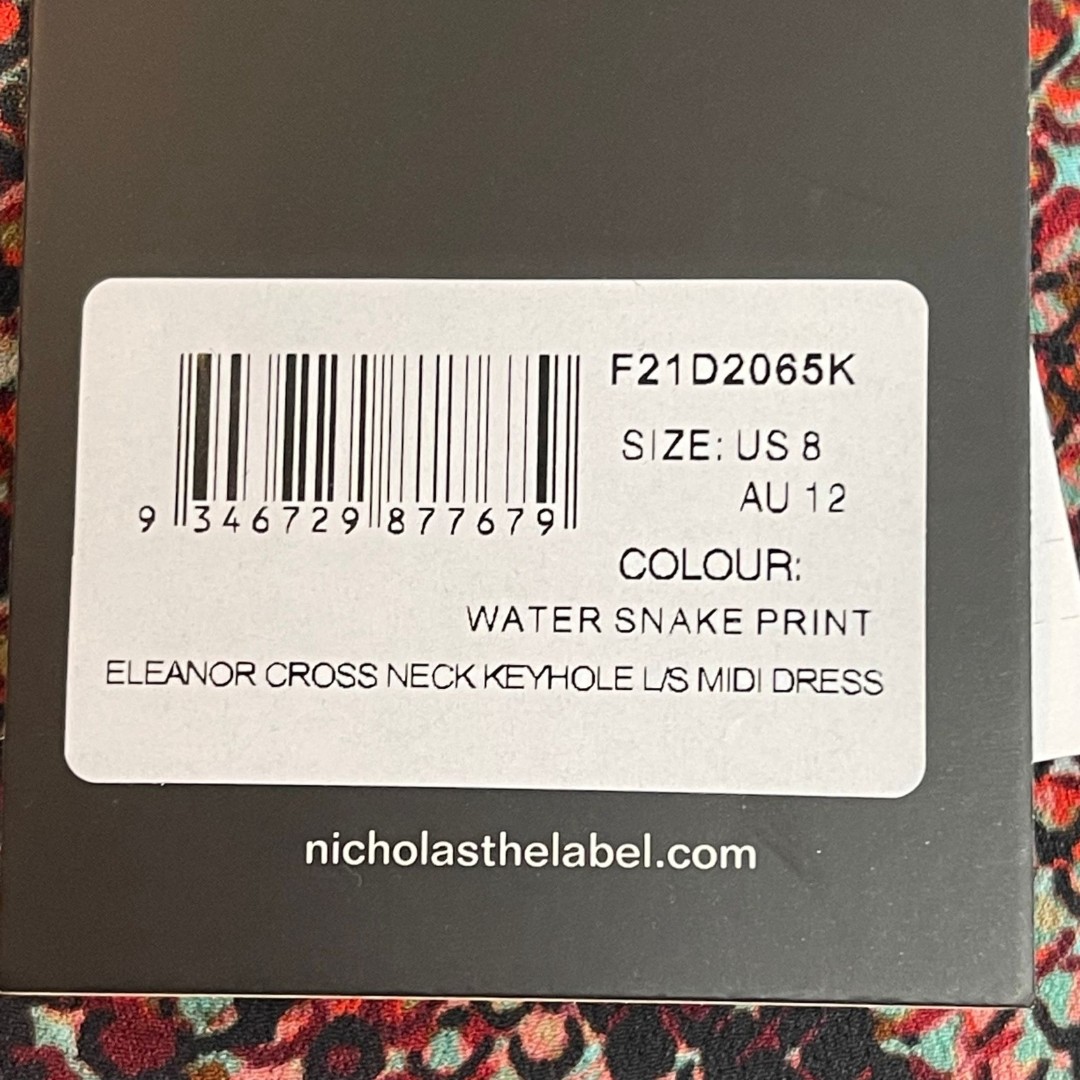 F21D2065K
SIZE: US 8
AU 12
9 346729 877679
COLOUR:
WATER SNAKE PRINT
ELEANOR CROSS NECK KEYHOLE L/S MIDI DRESS
nicholasthelabel.com